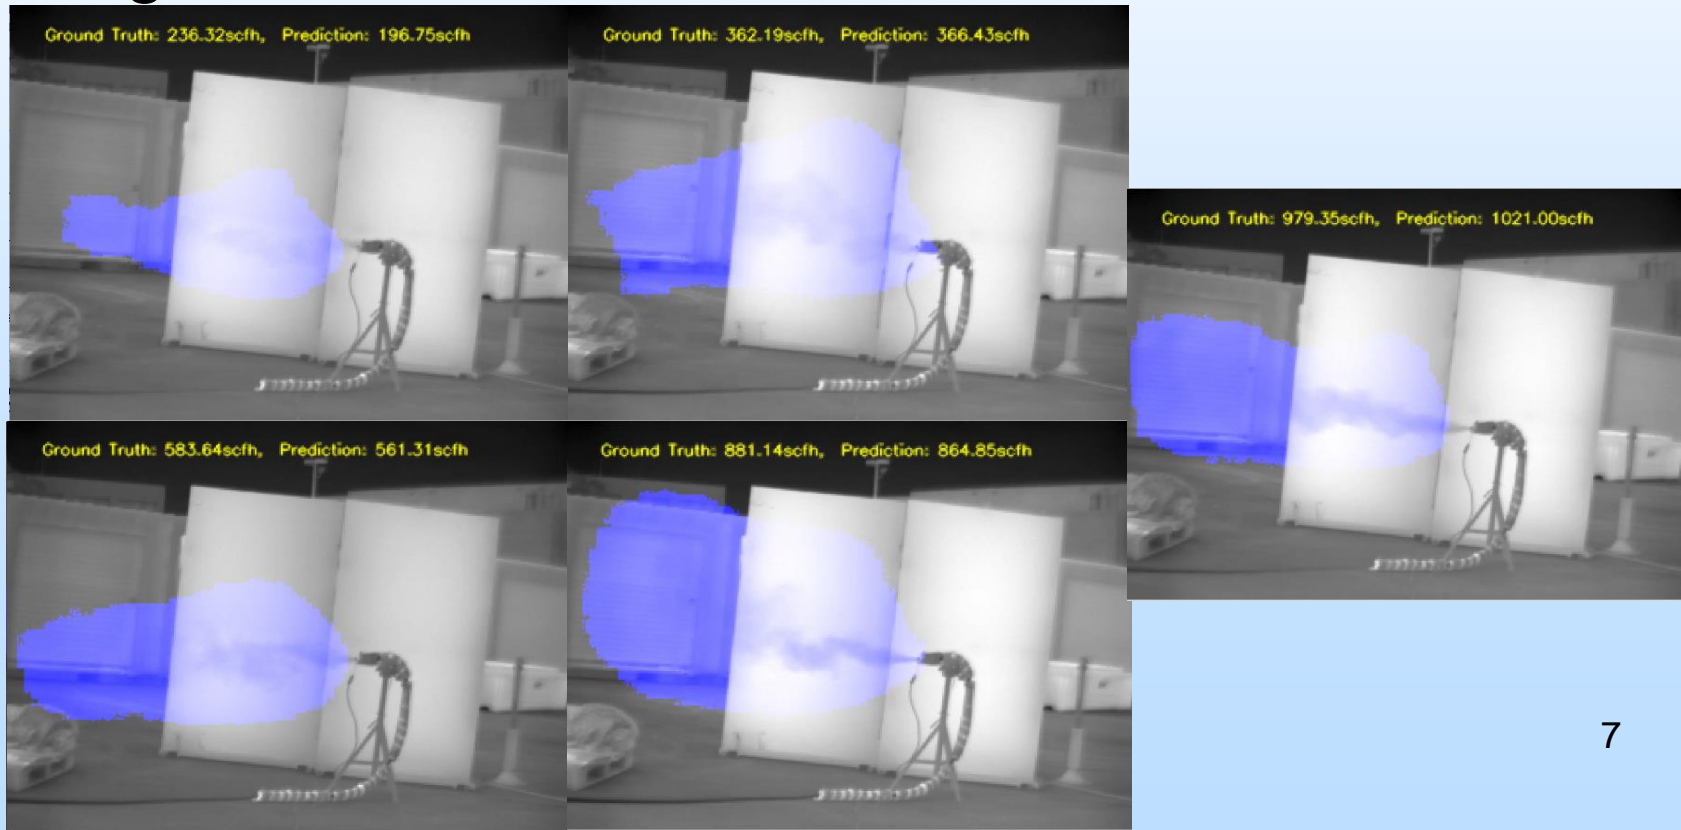 Ground Truth: 236.32scfh, Prediction: 196.75scfh
Ground Truth: 362.19scfh, Prediction: 366.43scfh
Ground Truth: 979.35scfh, Prediction: 1021.00scfh
Ground Truth: 583.64scfh, Prediction: 561.31scfh
Ground Truth: 881.14scfh, Prediction: 864.85scfh
7